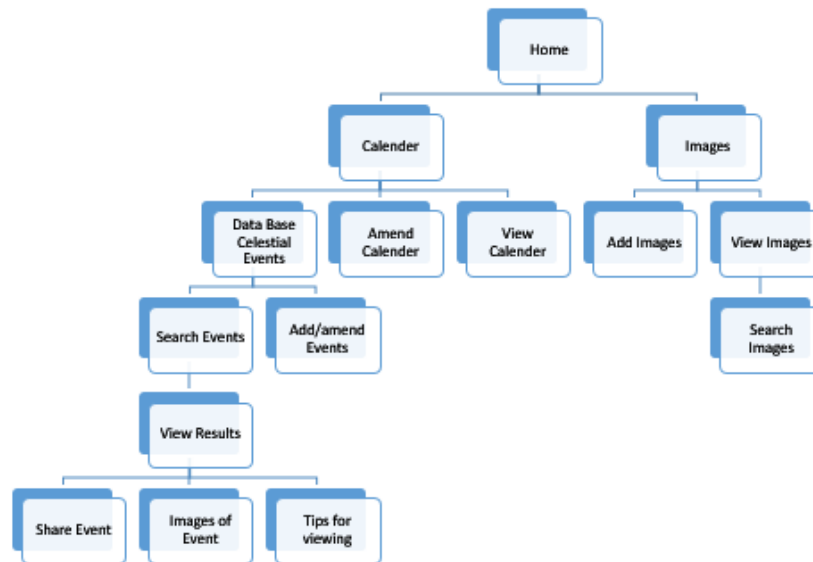 Home
Calender
Images
Data Base
Celestial
Events
Amend
Calender
View
Calender
Add Images
View Images
Search Events
Add/amend
Events
Search
Images
View Results
Share Event
Images of
Event
Tips for
viewing